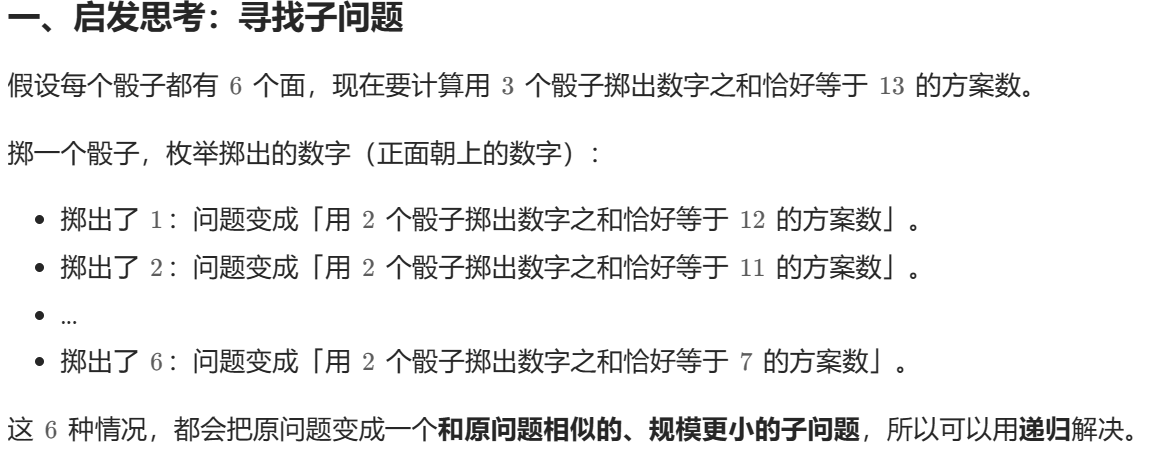 一、启发思考：寻找子问题
假设每个骰子都有 6 个面，现在要计算用 3 个骰子掷出数字之和恰好等于 13 的方案数。
掷一个骰子，枚举掷出的数字（正面朝上的数字）：
• 掷出了 1：问题变成「用 2 个骰子掷出数字之和恰好等于 12 的方案数」。
• 掷出了 2：问题变成「用 2 个骰子掷出数字之和恰好等于 11 的方案数」。
• ...
• 掷出了 6：问题变成「用 2 个骰子掷出数字之和恰好等于 7 的方案数」。
这 6 种情况，都会把原问题变成一个和原问题相似的、规模更小的子问题，所以可以用递归解决。